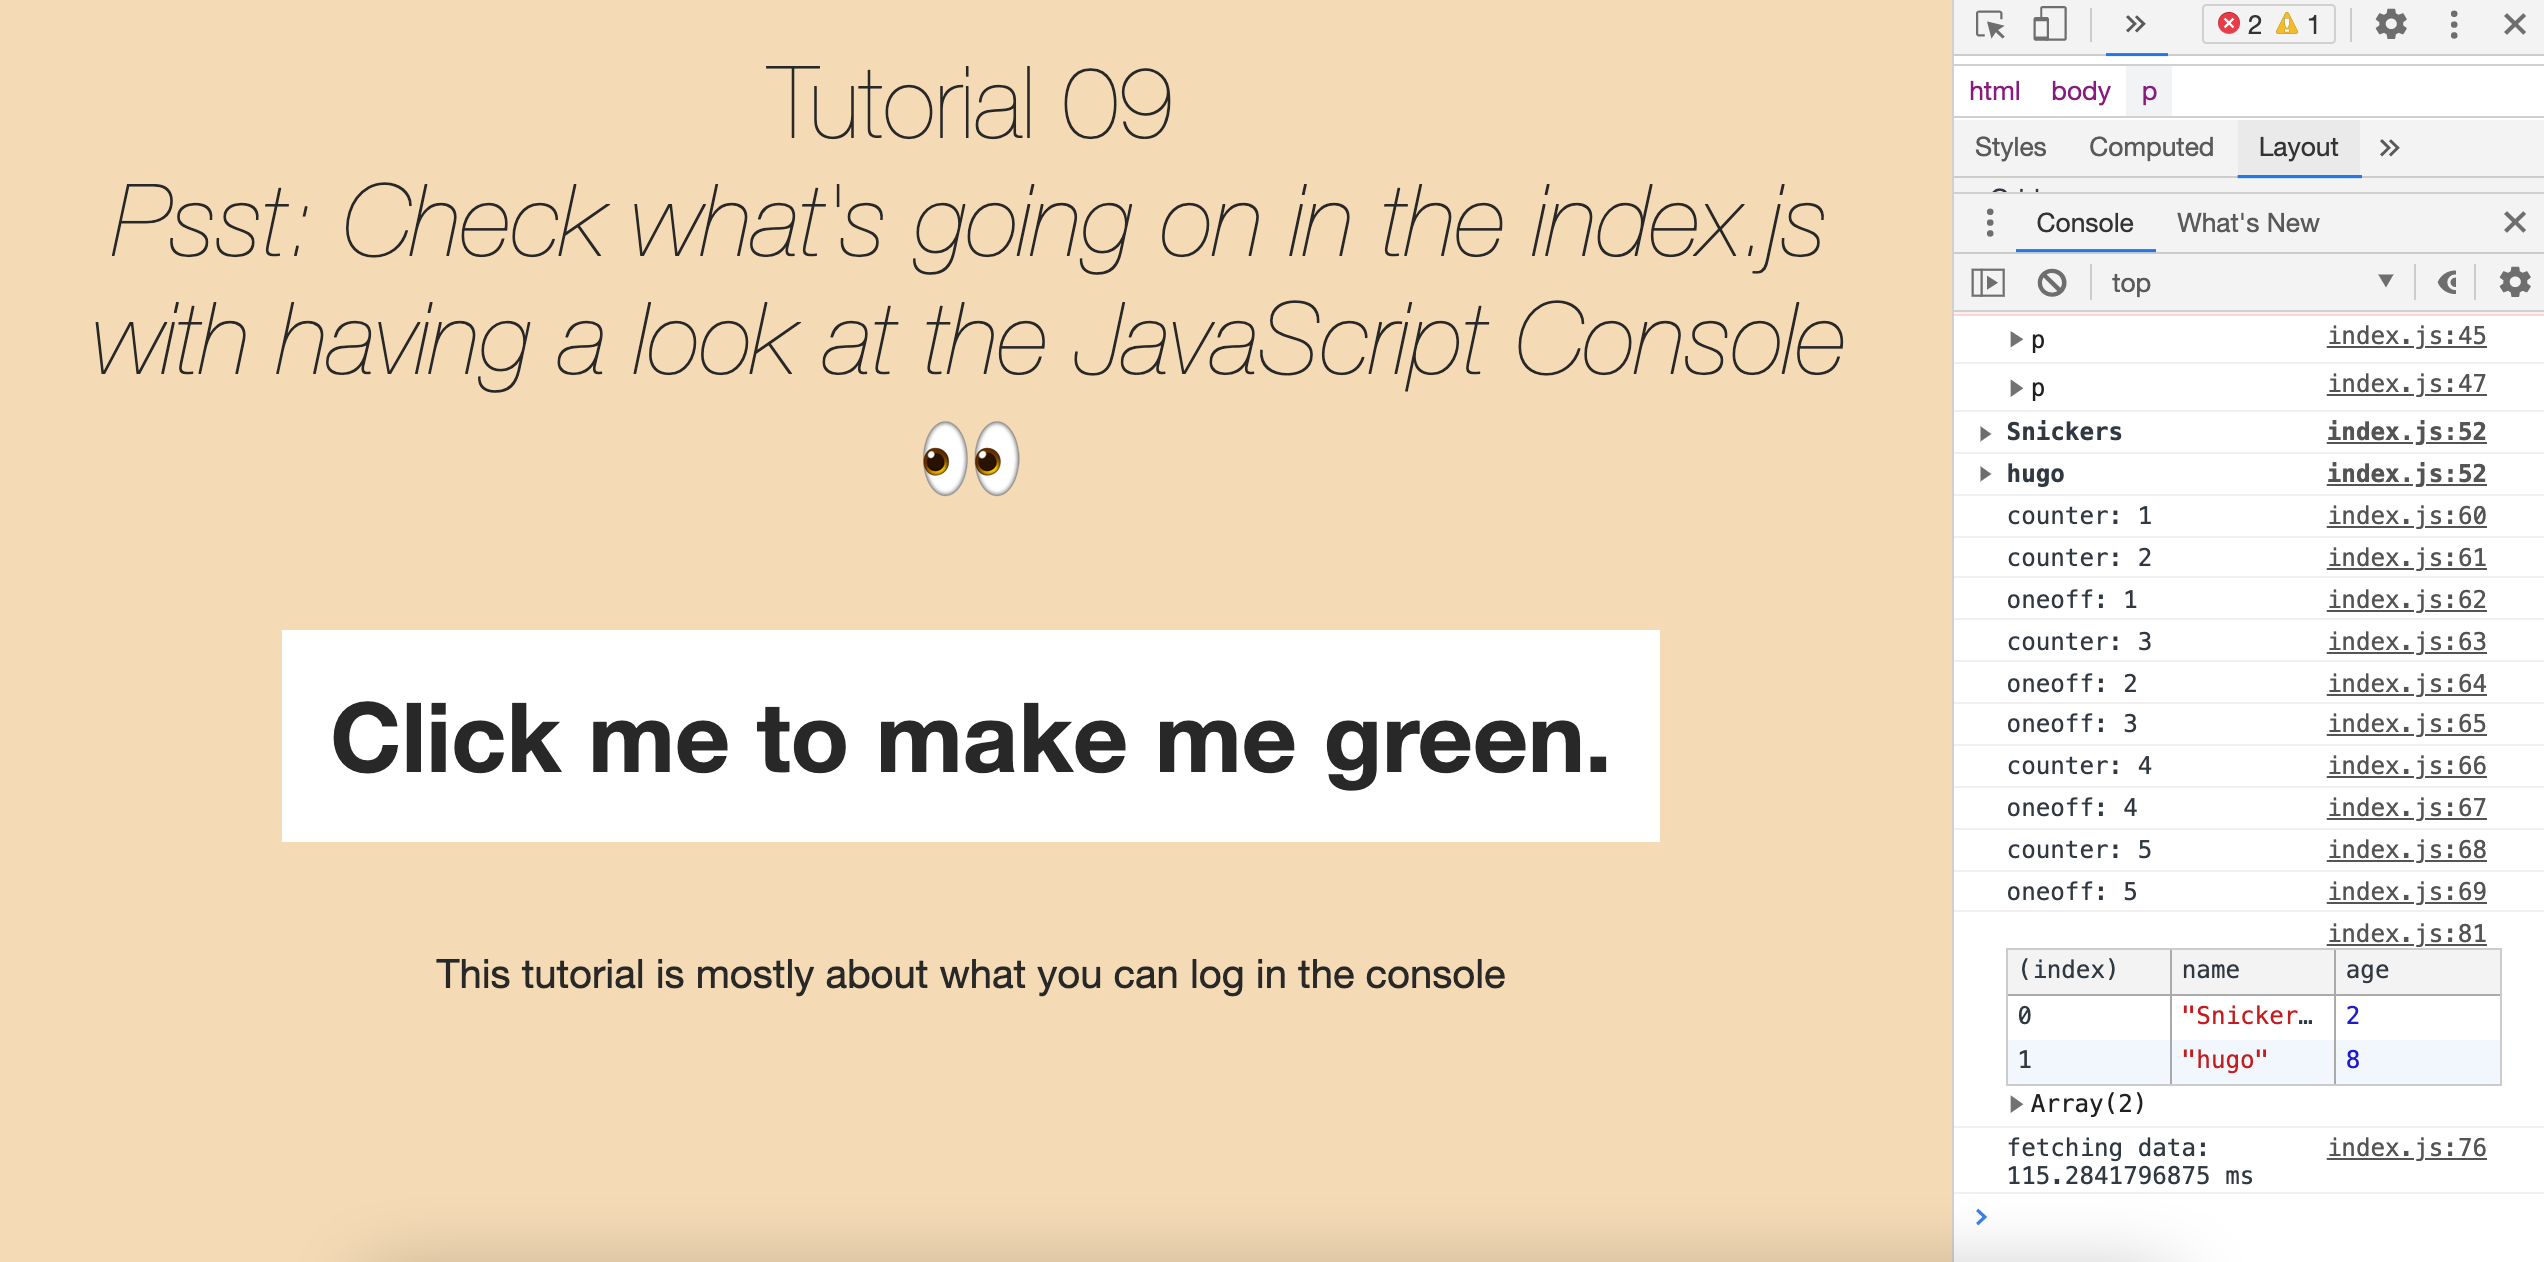 Tutorial 09
Psst: Check what's going on in the index.js
with having a look at the JavaScript Console
👀
Click me to make me green.
This tutorial is mostly about what you can log in the console
2 1
html body p
Styles Computed Layout
Console What's New
top
p index.js:45
p index.js:47
Snickers index.js:52
hugo index.js:52
counter: 1 index.js:60
counter: 2 index.js:61
oneoff: 1 index.js:62
counter: 3 index.js:63
oneoff: 2 index.js:64
oneoff: 3 index.js:65
counter: 4 index.js:66
oneoff: 4 index.js:67
counter: 5 index.js:68
oneoff: 5 index.js:69
index.js:81
(index) name age
0 "Snicker… 2
1 "hugo" 8
Array(2)
fetching data: index.js:76
115.2841796875 ms